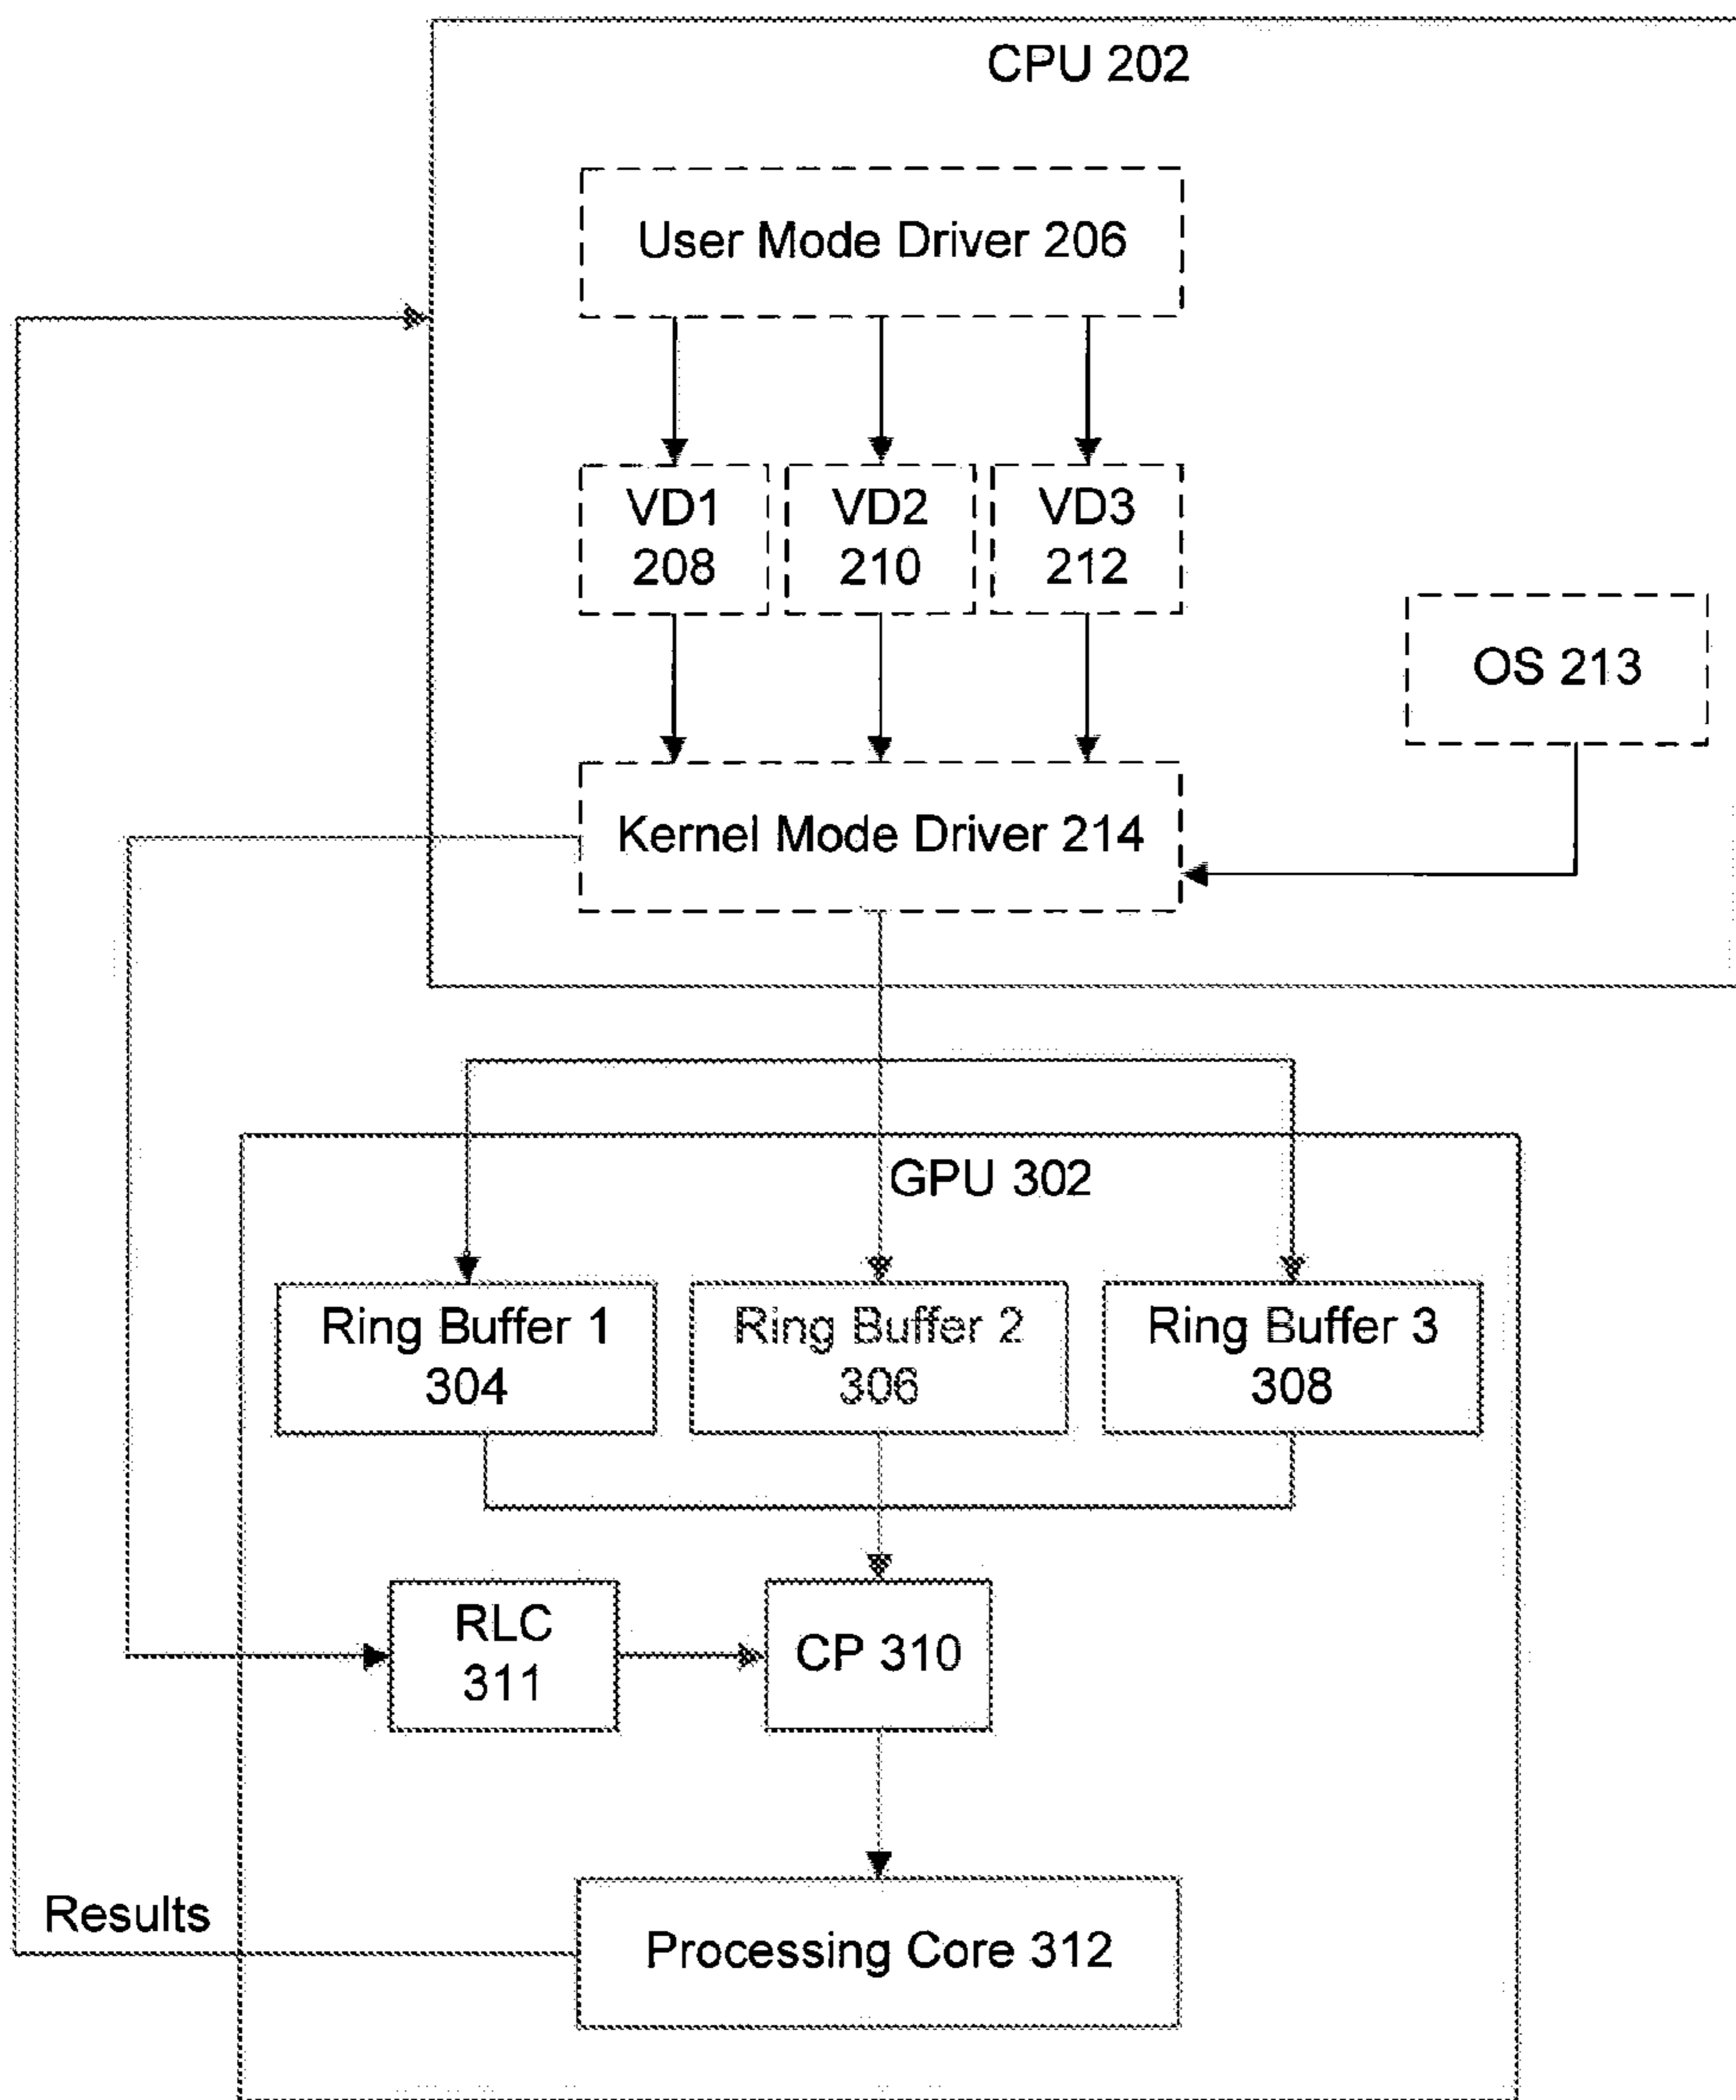 CPU 202
User Mode Driver 206
VD1
208
VD2
210
VD3
212
OS 213
Kernel Mode Driver 214
GPU 302
Ring Buffer 1
304
Ring Buffer 2
306
Ring Buffer 3
308
RLC
311
CP 310
Results
Processing Core 312